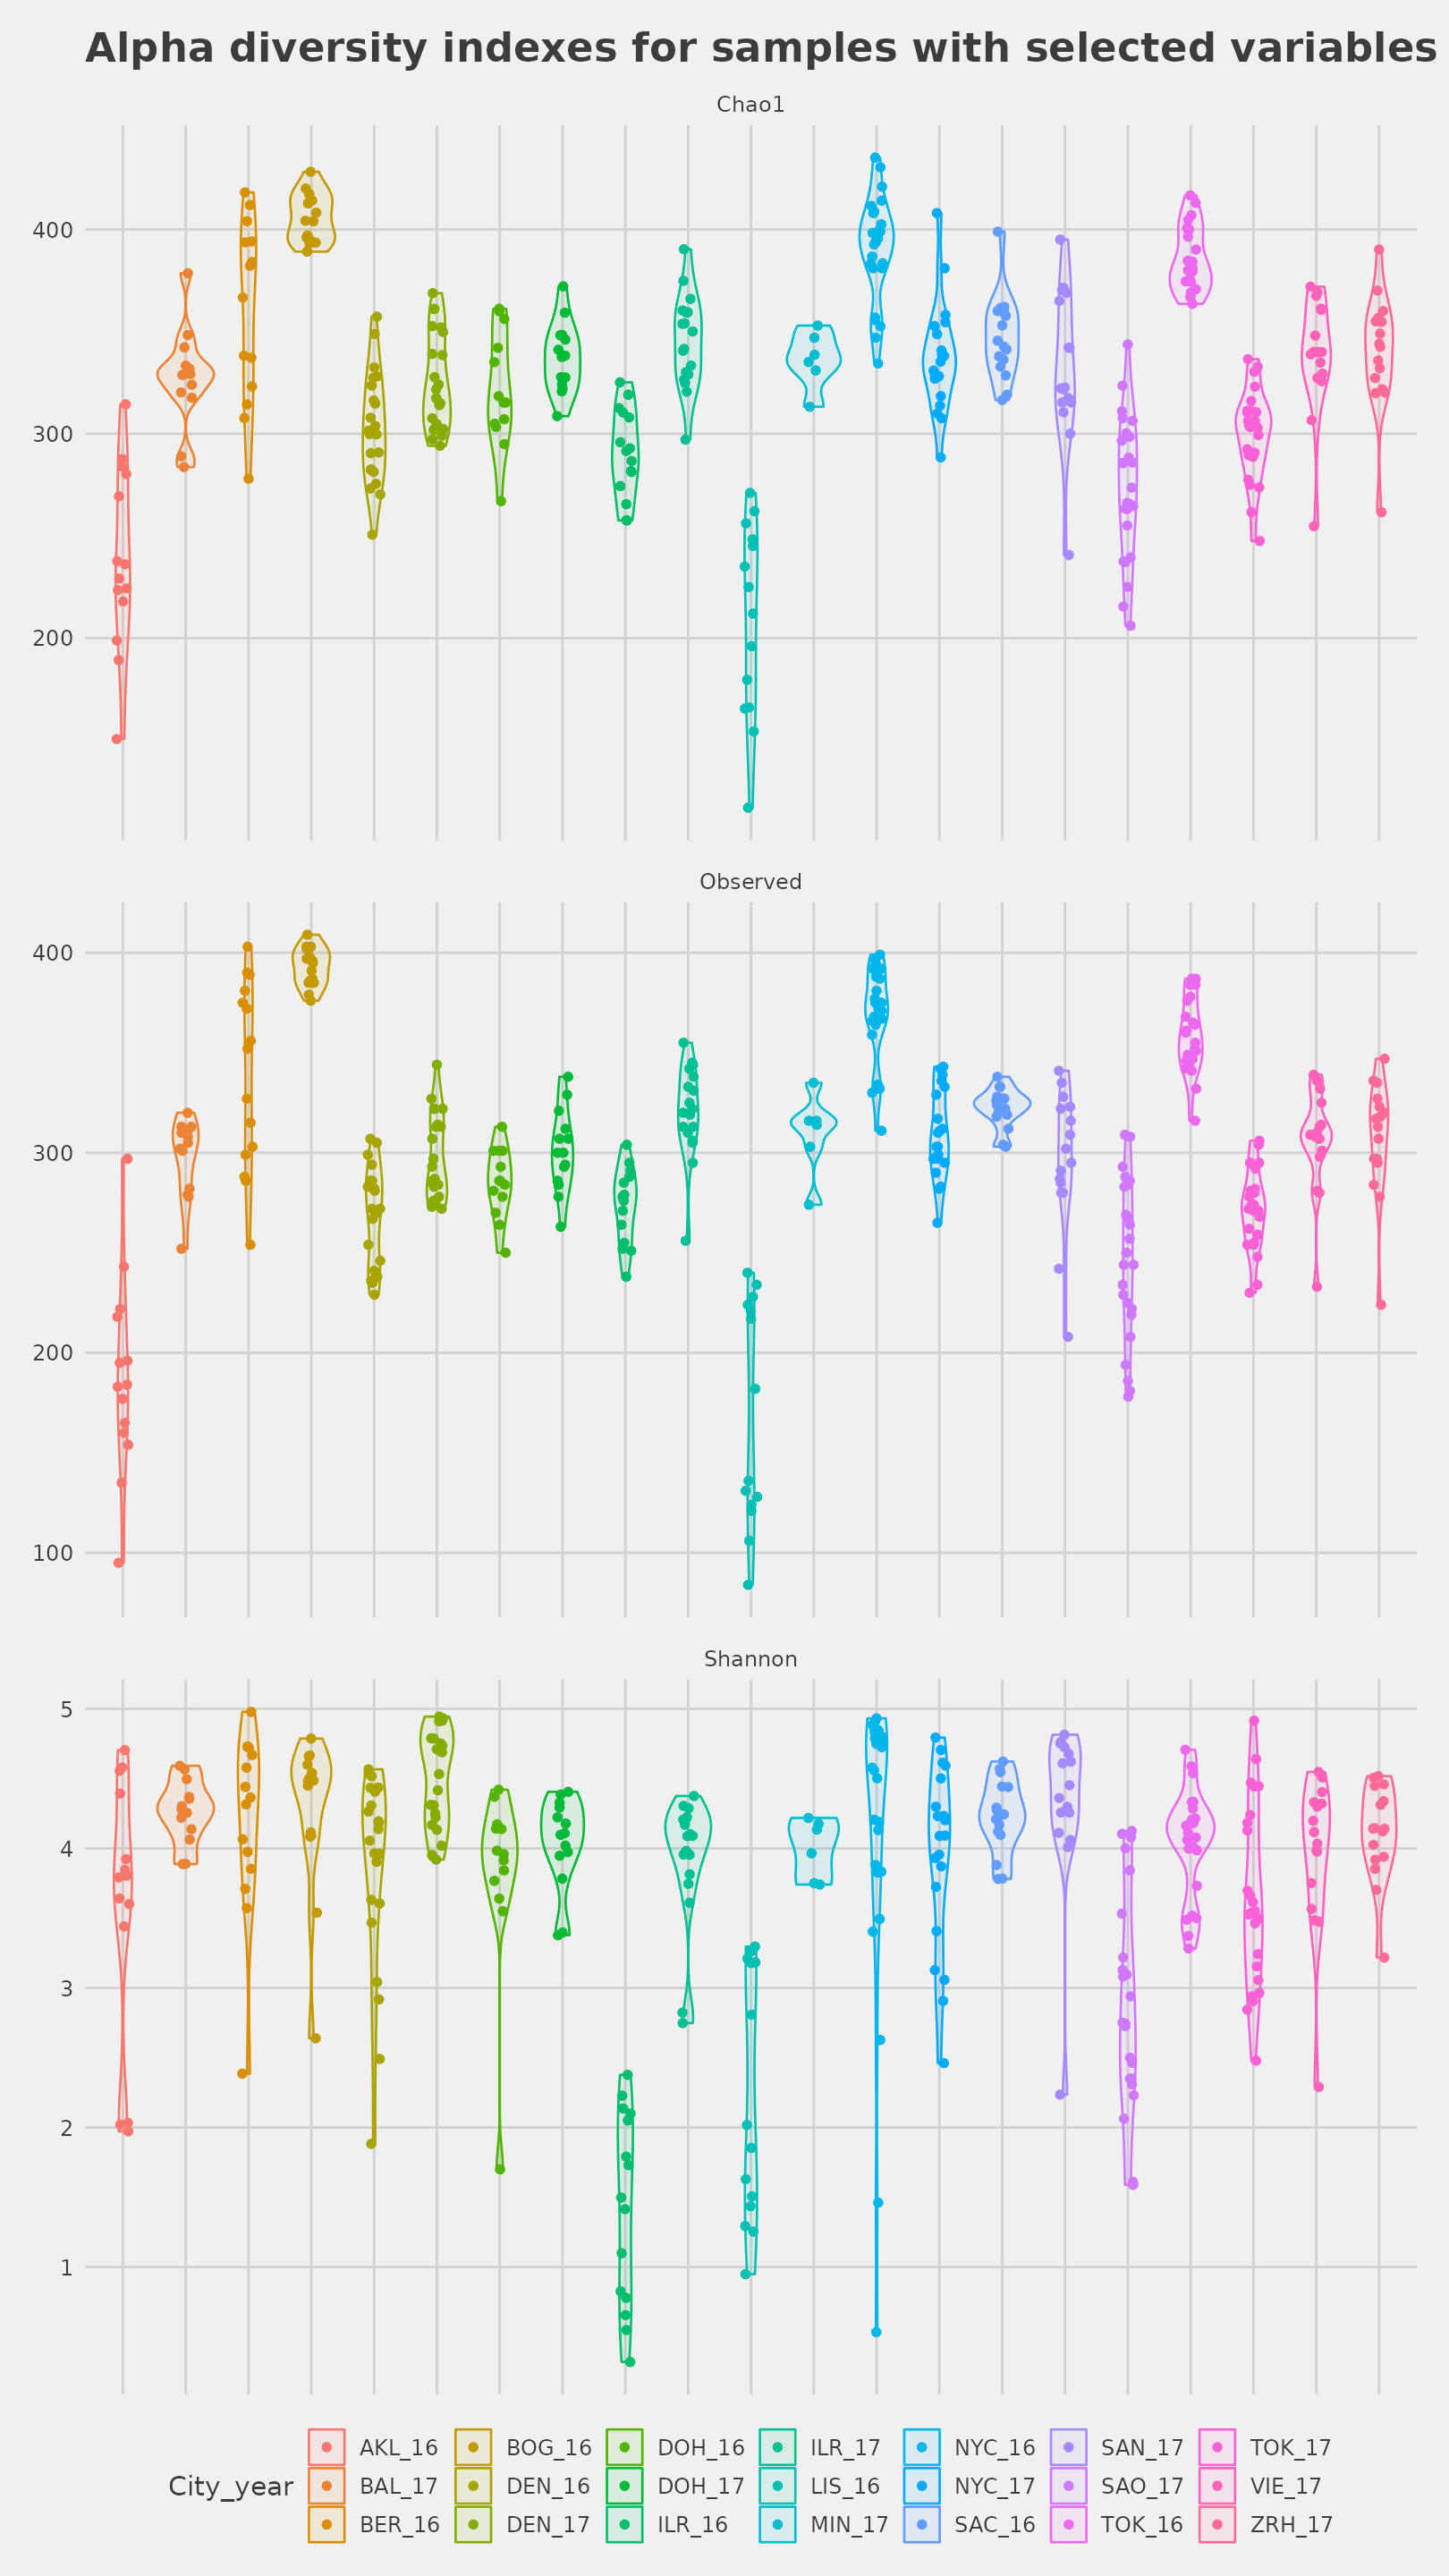 Alpha diversity indexes for samples with selected variables
Chao1
400
300
200
Observed
400
300
200
100
Shannon
5
4
3
2
1
AKL_16 BOG_16 DOH_16 ILR_17 NYC_16 SAN_17 TOK_17
City_year BAL_17 DEN_16 DOH_17 LIS_16 NYC_17 SAO_17 VIE_17
BER_16 DEN_17 ILR_16 MIN_17 SAC_16 TOK_16 ZRH_17